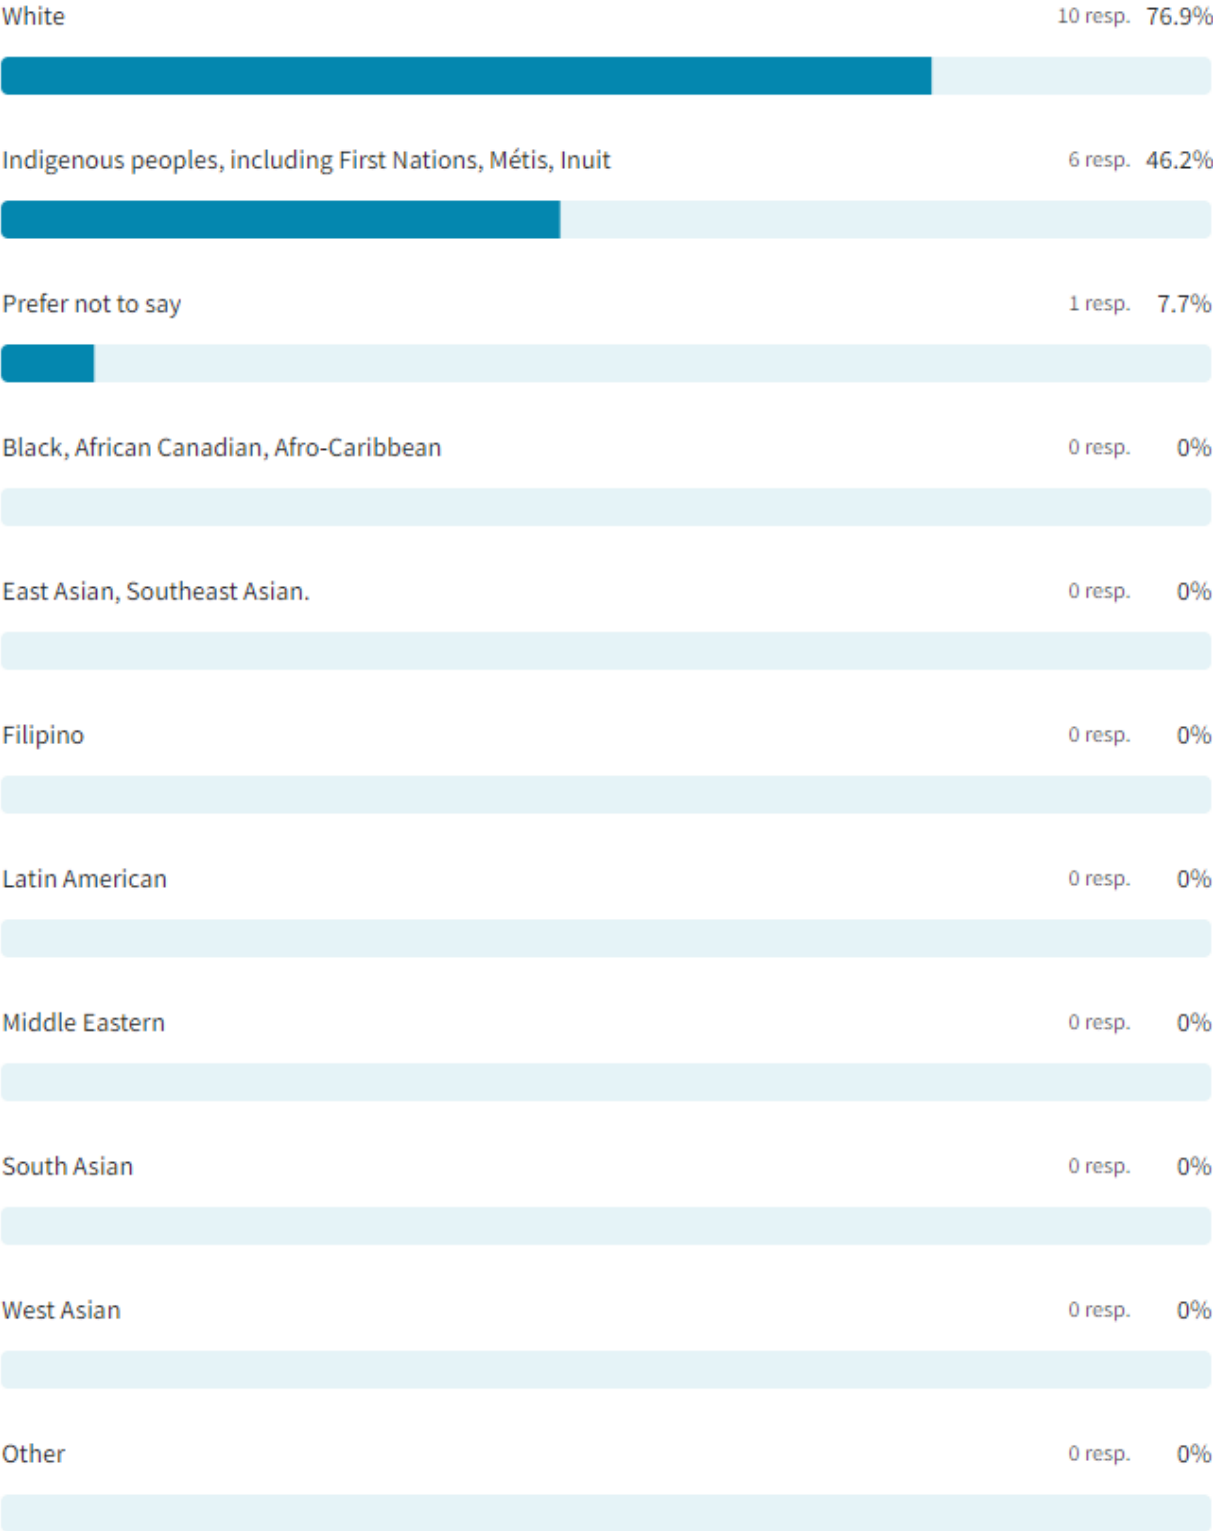 White 10 resp. 76.9%
Indigenous peoples, including First Nations, Métis, Inuit 6 resp. 46.2%
Prefer not to say 1 resp. 7.7%
Black, African Canadian, Afro-Caribbean 0 resp. 0%
East Asian, Southeast Asian. 0 resp. 0%
Filipino 0 resp. 0%
Latin American 0 resp. 0%
Middle Eastern 0 resp. 0%
South Asian 0 resp. 0%
West Asian 0 resp. 0%
Other 0 resp. 0%